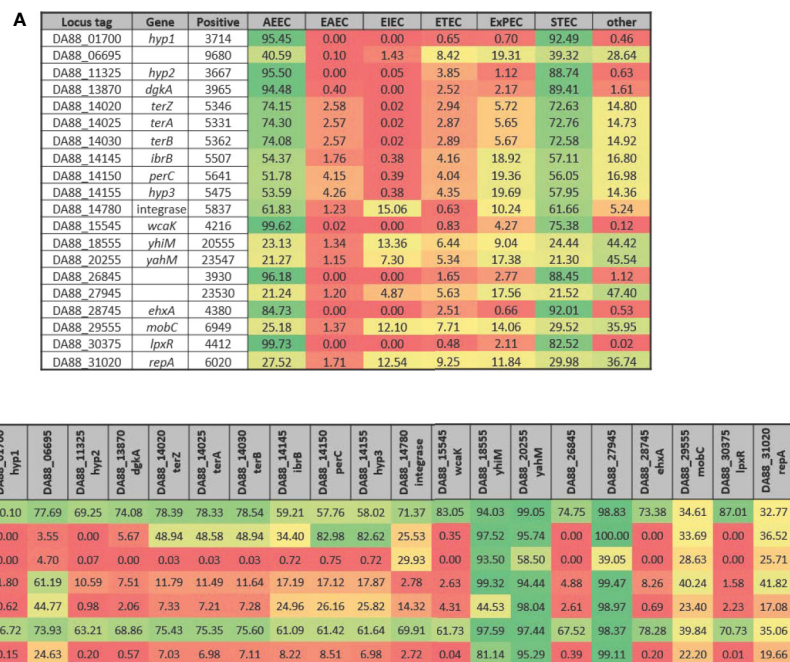 A
Locus tag Gene Positive AEEC EAEC EIEC ETEC ExPEC STEC other
DA88_01700 hyp1 3714 95.45 0.00 0.00 0.65 0.70 92.49 0.46
DA88_06695 9680 40.59 0.10 1.43 8.42 19.31 39.32 28.64
DA88_11325 hyp2 3667 95.50 0.00 0.05 3.85 1.12 88.74 0.63
DA88_13870 dgkA 3965 94.48 0.40 0.00 2.52 2.17 89.41 1.61
DA88_14020 terZ 5346 74.15 2.58 0.02 2.94 5.72 72.63 14.80
DA88_14025 terA 5331 74.30 2.57 0.02 2.87 5.65 72.76 14.73
DA88_14030 terB 5362 74.08 2.57 0.02 2.89 5.67 72.58 14.92
DA88_14145 ibrB 5507 54.37 1.76 0.38 4.16 18.92 57.11 16.80
DA88_14150 perC 5641 51.78 4.15 0.39 4.04 19.36 56.05 16.98
DA88_14155 hyp3 5475 53.59 4.26 0.38 4.35 19.69 57.95 14.36
DA88_14780 integrase 5837 61.83 1.23 15.06 0.63 10.24 61.66 5.24
DA88_15545 wcaK 4216 99.62 0.02 0.00 0.83 4.27 75.38 0.12
DA88_18555 yhiM 20555 23.13 1.34 13.36 6.44 9.04 24.44 44.42
DA88_20255 yahM 23547 21.27 1.15 7.30 5.34 17.38 21.30 45.54
DA88_26845 3930 96.18 0.00 0.00 1.65 2.77 88.45 1.12
DA88_27945 23530 21.24 1.20 4.87 5.63 17.56 21.52 47.40
DA88_28745 ehxA 4380 84.73 0.00 0.00 2.51 0.66 92.01 0.53
DA88_29555 mobC 6949 25.18 1.37 12.10 7.71 14.06 29.52 35.95
DA88_30375 lpxR 4412 99.73 0.00 0.00 0.48 2.11 82.52 0.02
DA88_31020 repA 6020 27.52 1.71 12.54 9.25 11.84 29.98 36.74
hyp1
DA88_06695
DA88_11325
hyp2
DA88_13870
dgkA
DA88_14020
terZ
DA88_14025
terA
DA88_14030
terB
DA88_14145
ibrB
DA88_14150
perC
DA88_14155
hyp3
DA88_14780
integrase
DA88_15545
wcaK
DA88_18555
yhiM
DA88_20255
yahM
DA88_26845
DA88_27945
DA88_28745
ehxA
DA88_29555
mobC
DA88_30375
lpxR
DA88_31020
repA
0.10 77.69 69.25 74.08 78.39 78.33 78.54 59.21 57.76 58.02 71.37 83.05 94.03 99.05 74.75 98.83 73.38 34.61 87.01 32.77
0.00 3.55 0.00 5.67 48.94 48.58 48.94 34.40 82.98 82.62 25.53 0.35 97.52 95.74 0.00 100.00 0.00 33.69 0.00 36.52
0.00 4.70 0.07 0.00 0.03 0.03 0.03 0.72 0.75 0.72 29.93 0.00 93.50 58.50 0.00 39.05 0.00 28.63 0.00 25.71
1.80 61.19 10.59 7.51 11.79 11.49 11.64 17.19 17.12 17.87 2.78 2.63 99.32 94.44 4.88 99.47 8.26 40.24 1.58 41.82
0.62 44.77 0.98 2.06 7.33 7.21 7.28 24.96 26.16 25.82 14.32 4.31 44.53 98.04 2.61 98.97 0.69 23.40 2.23 17.08
6.72 73.93 63.21 68.86 75.43 75.35 75.60 61.09 61.42 61.64 69.91 61.73 97.59 97.44 67.52 98.37 78.28 39.84 70.73 35.06
0.15 24.63 0.20 0.57 7.03 6.98 7.11 8.22 8.51 6.98 2.72 0.04 81.14 95.29 0.39 99.11 0.20 22.20 0.01 19.66